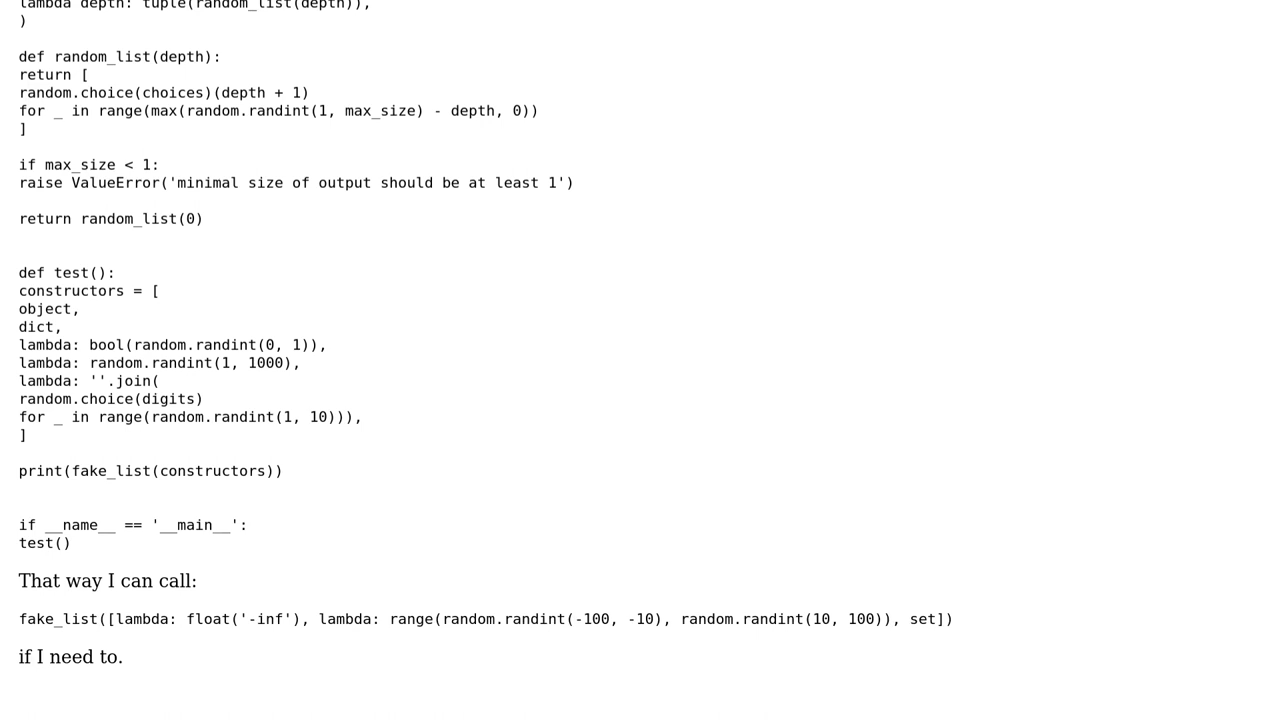 lambda depth: tuple(random_list(depth)),
)
def random_list(depth):
return [
random.choice(choices)(depth + 1)
for _ in range(max(random.randint(1, max_size) - depth, 0))
]
if max_size < 1:
raise ValueError('minimal size of output should be at least 1')
return random_list(0)
def test():
constructors = [
object,
dict,
lambda: bool(random.randint(0, 1)),
lambda: random.randint(1, 1000),
lambda: ''.join(
random.choice(digits)
for _ in range(random.randint(1, 10))),
]
print(fake_list(constructors))
if __name__ == '__main__':
test()
That way I can call:
fake_list([lambda: float('-inf'), lambda: range(random.randint(-100, -10), random.randint(10, 100)), set])
if I need to.